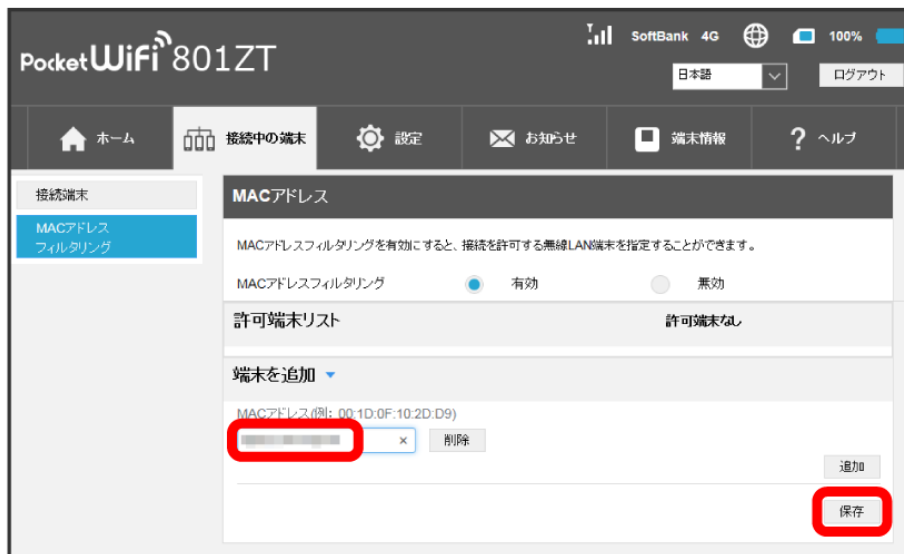 SoftBank 4G 100%
Pocket WiFi 801ZT
日本語 ログアウト
ホーム 接続中の端末 設定 お知らせ 端末情報 ヘルプ
接続端末
MACアドレス
フィルタリング
MACアドレス
MACアドレスフィルタリングを有効にすると、接続を許可する無線LAN端末を指定することができます。
MACアドレスフィルタリング 有効 無効
許可端末リスト 許可端末なし
端末を追加
MACアドレス(例: 00:1D:0F:10:2D:D9)
削除
追加
保存